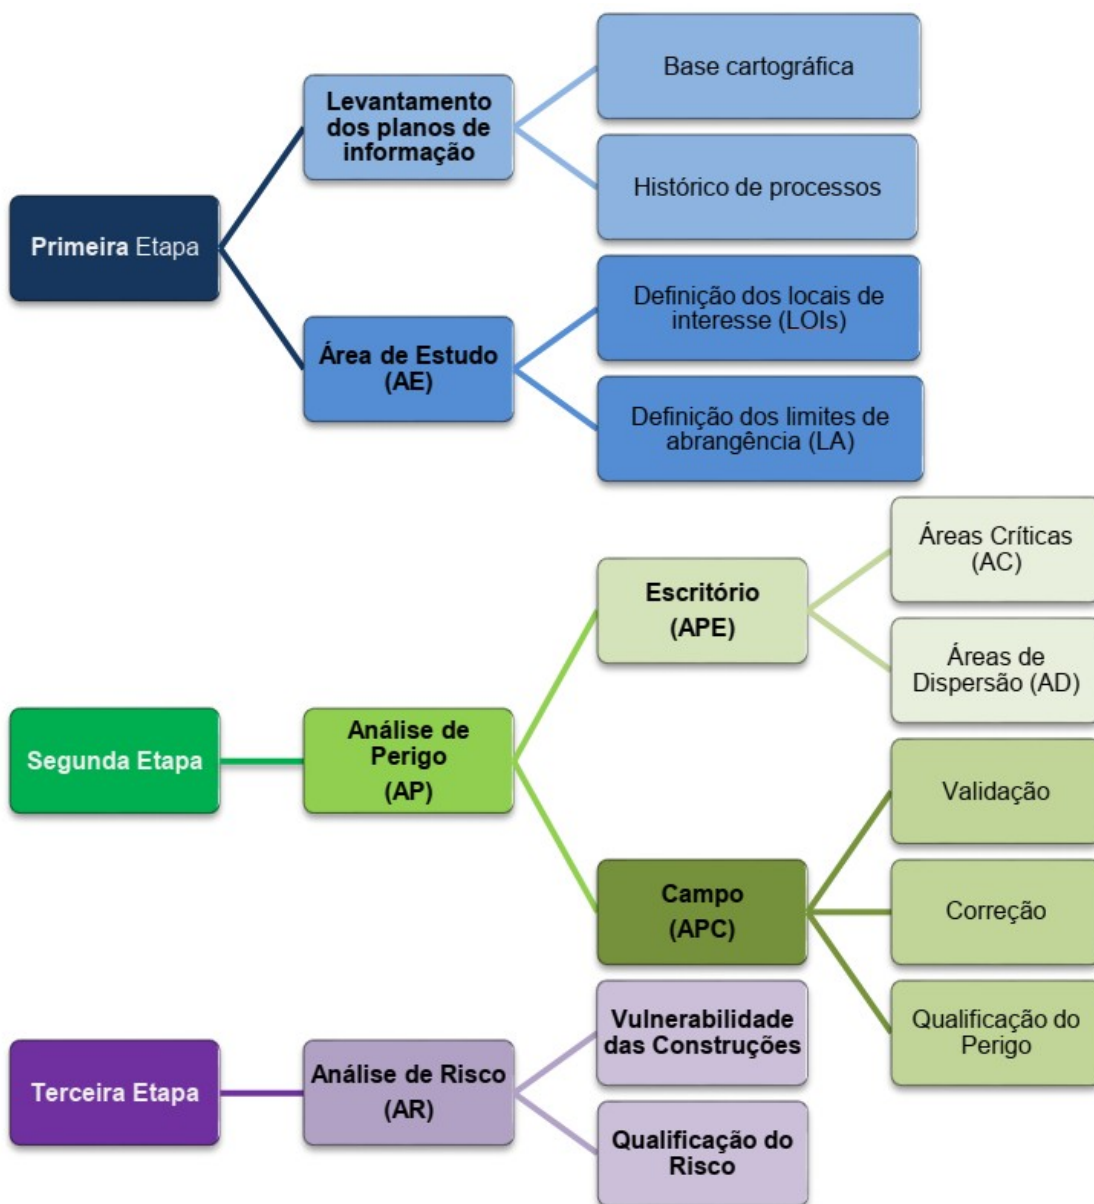 Primeira Etapa
Levantamento
dos planos de
informação
Base cartográfica
Histórico de processos
Área de Estudo
(AE)
Definição dos locais de
interesse (LOIs)
Definição dos limites de
abrangência (LA)
Segunda Etapa
Análise de
Perigo
(AP)
Escritório
(APE)
Áreas Críticas
(AC)
Áreas de
Dispersão (AD)
Campo
(APC)
Validação
Correção
Qualificação do
Perigo
Terceira Etapa
Análise de Risco
(AR)
Vulnerabilidade
das Construções
Qualificação do
Risco